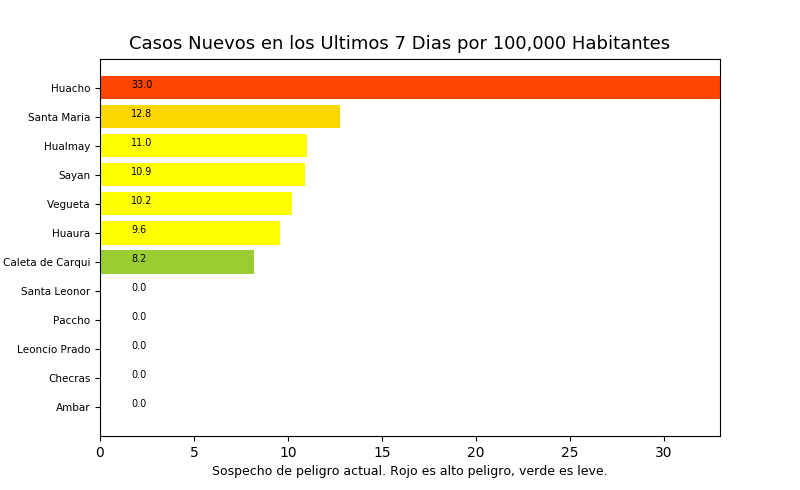 Casos Nuevos en los Ultimos 7 Dias por 100,000 Habitantes
Huacho 33.0
Santa Maria 12.8
Hualmay 11.0
Sayan 10.9
Vegueta 10.2
Huaura 9.6
Caleta de Carqui 8.2
Santa Leonor 0.0
Paccho 0.0
Leoncio Prado 0.0
Checras 0.0
Ambar 0.0
0 5 10 15 20 25 30
Sospecho de peligro actual. Rojo es alto peligro, verde es leve.